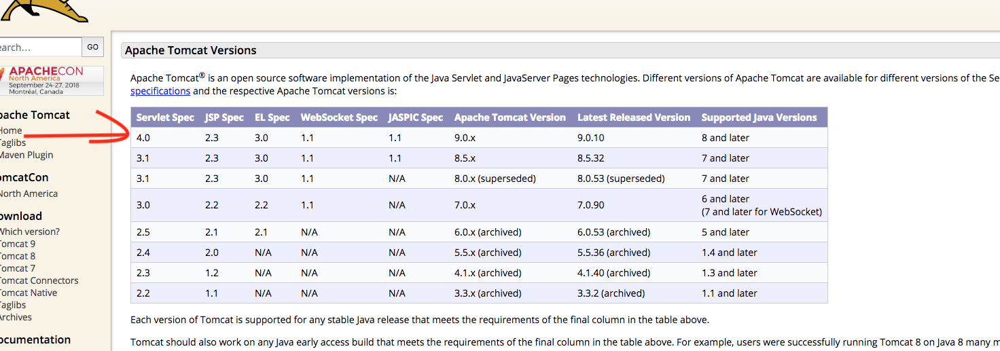 earch... GO
APACHECON
North America
September 24-27, 2018
Montréal, Canada
pache Tomcat
Home
Taglibs
Maven Plugin
omcatCon
North America
ownload
Which version?
Tomcat 9
Tomcat 8
Tomcat 7
Tomcat Connectors
Tomcat Native
Taglibs
Archives
ocumentation
Apache Tomcat Versions
Apache Tomcat® is an open source software implementation of the Java Servlet and JavaServer Pages technologies. Different versions of Apache Tomcat are available for different versions of the Se
specifications and the respective Apache Tomcat versions is:
Servlet Spec JSP Spec EL Spec WebSocket Spec JASPIC Spec Apache Tomcat Version Latest Released Version Supported Java Versions
4.0 2.3 3.0 1.1 1.1 9.0.x 9.0.10 8 and later
3.1 2.3 3.0 1.1 1.1 8.5.x 8.5.32 7 and later
3.1 2.3 3.0 1.1 N/A 8.0.x (superseded) 8.0.53 (superseded) 7 and later
3.0 2.2 2.2 1.1 N/A 7.0.x 7.0.90 6 and later
(7 and later for WebSocket)
2.5 2.1 2.1 N/A N/A 6.0.x (archived) 6.0.53 (archived) 5 and later
2.4 2.0 N/A N/A N/A 5.5.x (archived) 5.5.36 (archived) 1.4 and later
2.3 1.2 N/A N/A N/A 4.1.x (archived) 4.1.40 (archived) 1.3 and later
2.2 1.1 N/A N/A N/A 3.3.x (archived) 3.3.2 (archived) 1.1 and later
Each version of Tomcat is supported for any stable Java release that meets the requirements of the final column in the table above.
Tomcat should also work on any Java early access build that meets the requirements of the final column in the table above. For example, users were successfully running Tomcat 8 on Java 8 many m